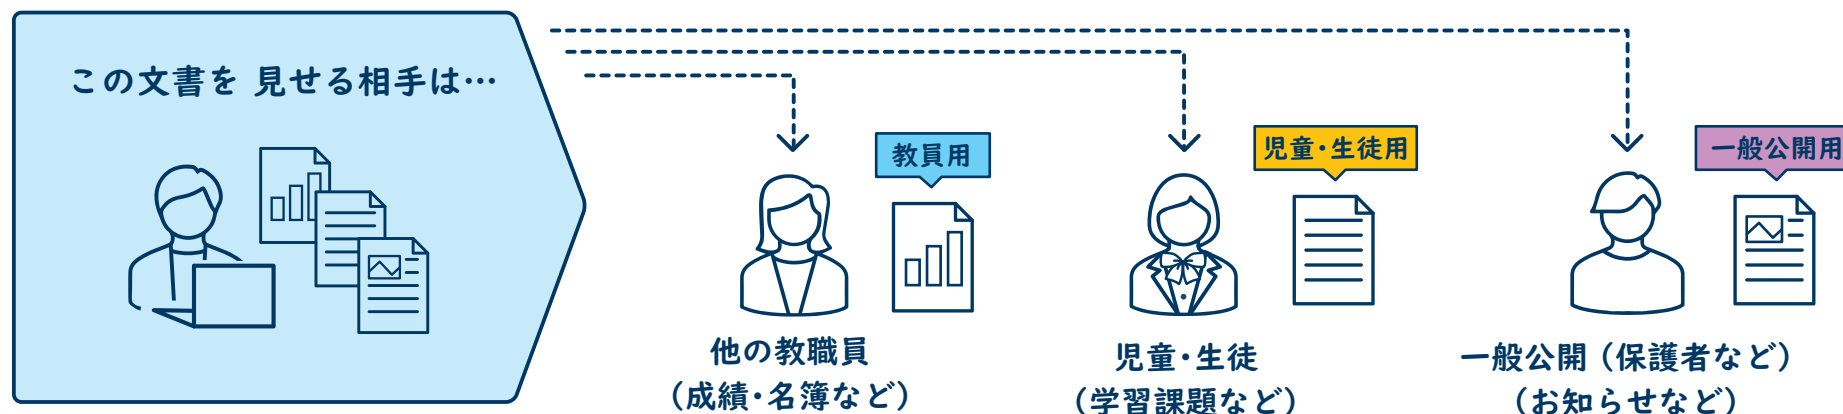 この文書を 見せる相手は…
教員用
児童・生徒用
一般公開用
他の教職員
（成績・名簿など）
児童・生徒
（学習課題など）
一般公開（保護者など）
（お知らせなど）